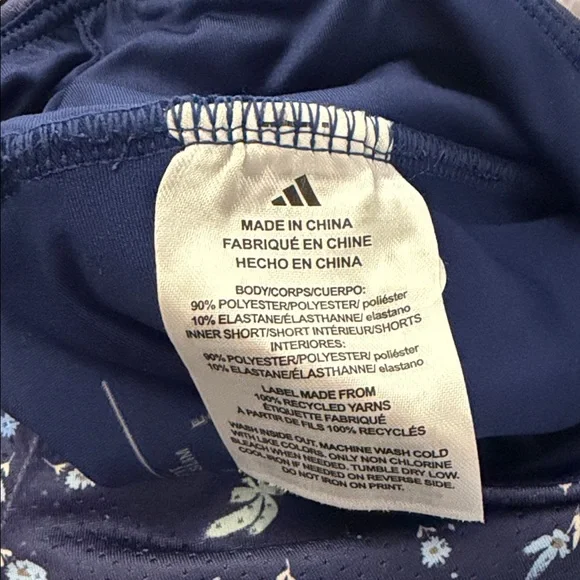 MADE IN CHINA
FABRIQUÉ EN CHINE
HECHO EN CHINA
BODY/CORPS/CUERPO:
90% POLYESTER/POLYESTER/ poliéster
10% ELASTANE/ÉLASTHANNE/ elastano
INNER SHORT/SHORT INTÉRIEUR/SHORTS
INTERIORES:
90% POLYESTER/POLYESTER/ poliéster
10% ELASTANE/ÉLASTHANNE/ elastano
LABEL MADE FROM
100% RECYCLED YARNS
ÉTIQUETTE FABRIQUÉ
À PARTIR DE FILS 100% RECYCLÉS
WASH INSIDE OUT. MACHINE WASH COLD
WITH LIKE COLORS. ONLY NON CHLORINE
BLEACH WHEN NEEDED. TUMBLE DRY LOW.
COOL IRON IF NEEDED ON REVERSE SIDE.
DO NOT IRON ON PRINT.